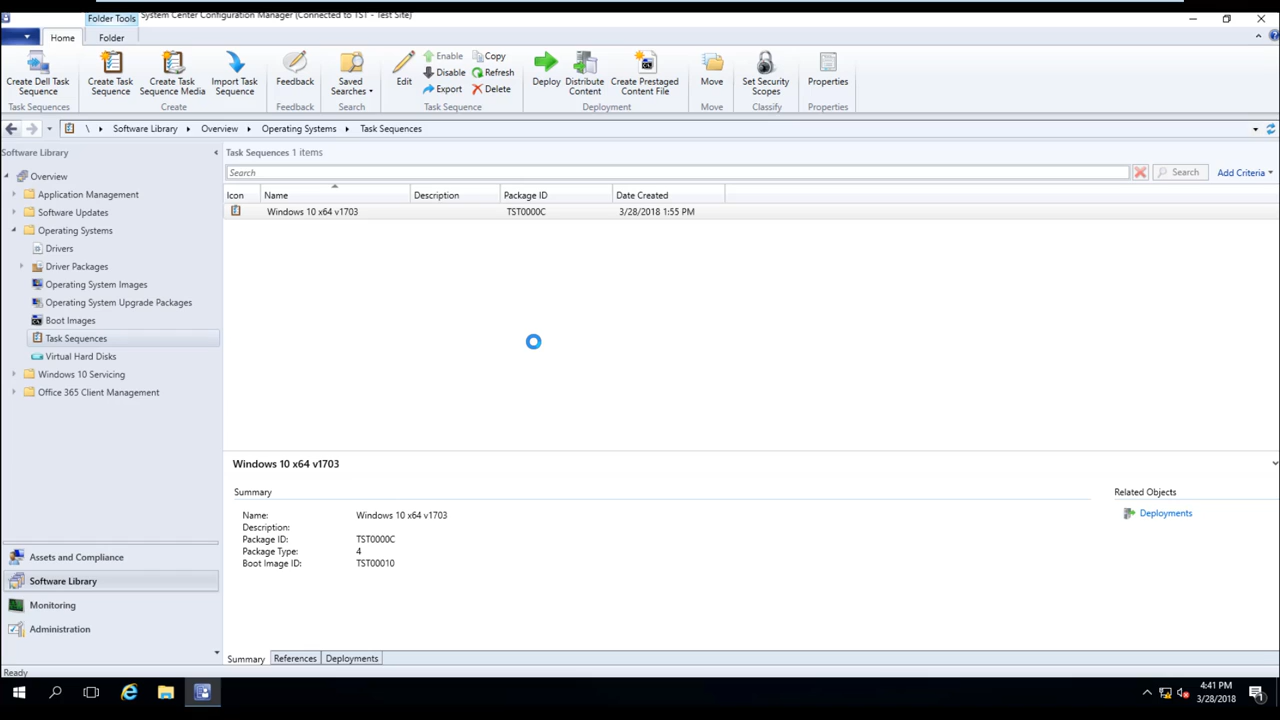 System Center Configuration Manager (Connected to TST - Test Site)
Folder Tools
Home
Folder
Create Dell Task Sequence
Create Task Sequence
Create Task Sequence Media
Import Task Sequence
Feedback
Saved Searches
Edit
Enable
Disable
Export
Copy
Refresh
Delete
Deploy
Distribute Content
Create Prestaged Content File
Move
Set Security Scopes
Properties
Task Sequences
Create
Feedback
Search
Task Sequence
Deployment
Move
Classify
Properties
\ Software Library Overview Operating Systems Task Sequences
Software Library
Overview
Application Management
Software Updates
Operating Systems
Drivers
Driver Packages
Operating System Images
Operating System Upgrade Packages
Boot Images
Task Sequences
Virtual Hard Disks
Windows 10 Servicing
Office 365 Client Management
Assets and Compliance
Software Library
Monitoring
Administration
Task Sequences 1 items
Search
Search
Add Criteria
Icon Name Description Package ID Date Created
Windows 10 x64 v1703 TST0000C 3/28/2018 1:55 PM
Windows 10 x64 v1703
Summary
Name: Windows 10 x64 v1703
Description:
Package ID: TST0000C
Package Type: 4
Boot Image ID: TST00010
Related Objects
Deployments
Summary References Deployments
Ready
4:41 PM
3/28/2018
1